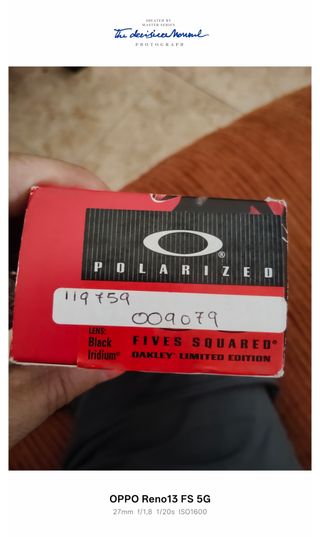 CREATED BY
MASTER SERIES
The decisive Moment
PHOTOGRAPH
POLARIZED
119759
009079
LENS:
Black
Iridium®
FIVES SQUARED®
OAKLEY® LIMITED EDITION
OPPO Reno13 FS 5G
27mm f/1,8 1/20s ISO1600